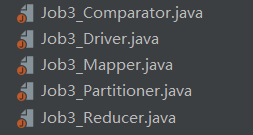 Job3_Comparator.java
Job3_Driver.java
Job3_Mapper.java
Job3_Partitioner.java
Job3_Reducer.java